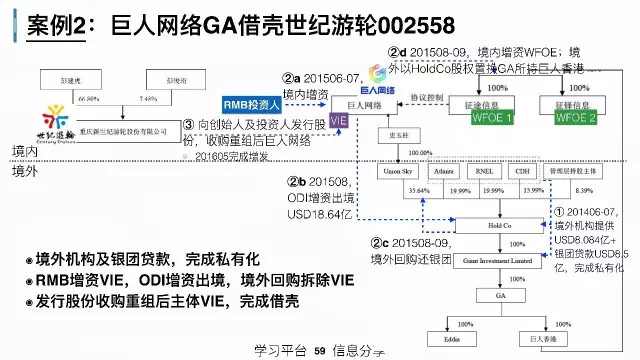 案例2：巨人网络GA借壳世纪游轮002558
②d 201508-09，境内增资WFOE；境
外以HoldCo股权置换GA所持巨人香港
彭建虎
彭俊珩
66.80%
7.48%
世纪游轮
Century Cruises
重庆新世纪游轮股份有限公司
②a 201506-07,
境内增资
RMB投资人
巨人网络
巨人网络
VIE
协议控制
100%
100%
征途信息
征铎信息
WFOE 1
WFOE 2
③ 向创始人及投资人发行股
份，收购重组后巨人网络
201605完成增发
史玉柱
100.00%
境内
境外
Union Sky
Atlanta
RNEL
CDH
管理层持股主体
35.64%
19.99%
19.99%
15.99%
8.39%
②b 201508,
ODI增资出境
USD18.64亿
Hold Co
① 201406-07,
境外机构提供
USD8.084亿+
银团贷款USD8.5
亿，完成私有化
②c 201508-09,
境外回购还银团
100%
Giant Investment Limited
100%
GA
100%
100%
Eddia
巨人香港
境外机构及银团贷款，完成私有化
RMB增资VIE，ODI增资出境，境外回购拆除VIE
发行股份收购重组后主体VIE，完成借壳
学习平台 59 信息分享